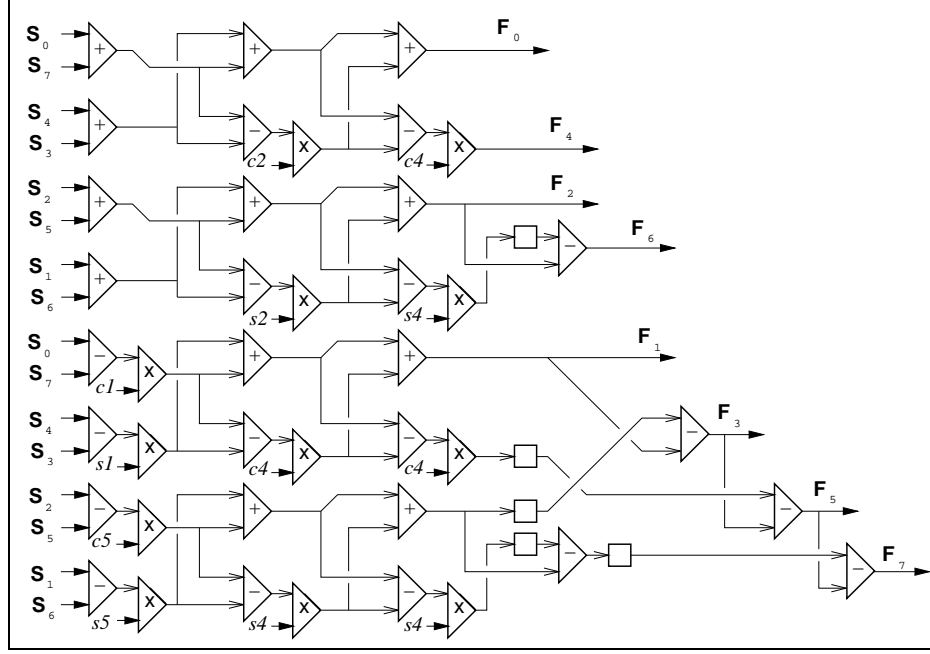 S0
F0
S7
+ + +
S4
F4
+ - x - x
S3
c2 c4
S2
F2
S5
+ + +
F6
-
S1
+ - x - x
S6
s2 s4
S0
F1
S7
- x + +
c1
F3
S4
- x - x - x -
S3
s1 c4 c4
S2
F5
S5
- x + + -
c5
F7
- -
S1
- x - x - x
S6
s5 s4 s4